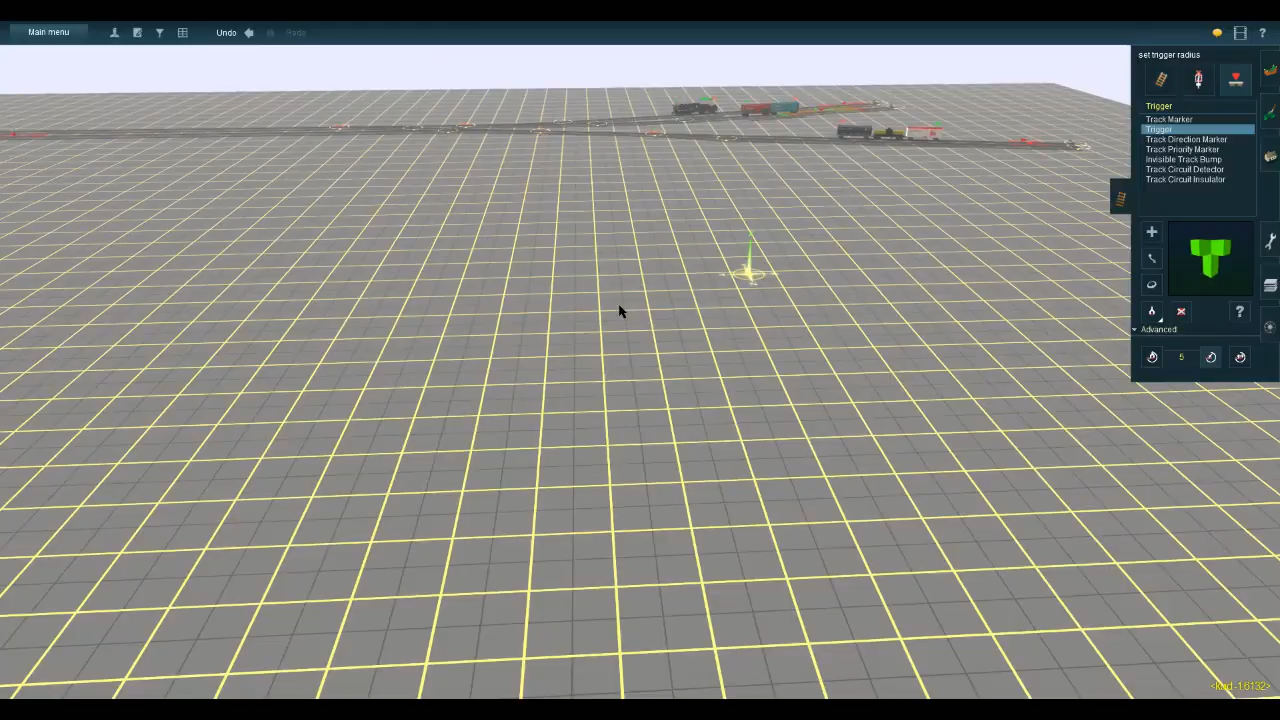 Main menu
Undo
Redo
?
set trigger radius
Trigger
Track Marker
Trigger
Track Direction Marker
Track Priority Marker
Invisible Track Bump
Track Circuit Detector
Track Circuit Insulator
?
Advanced
5